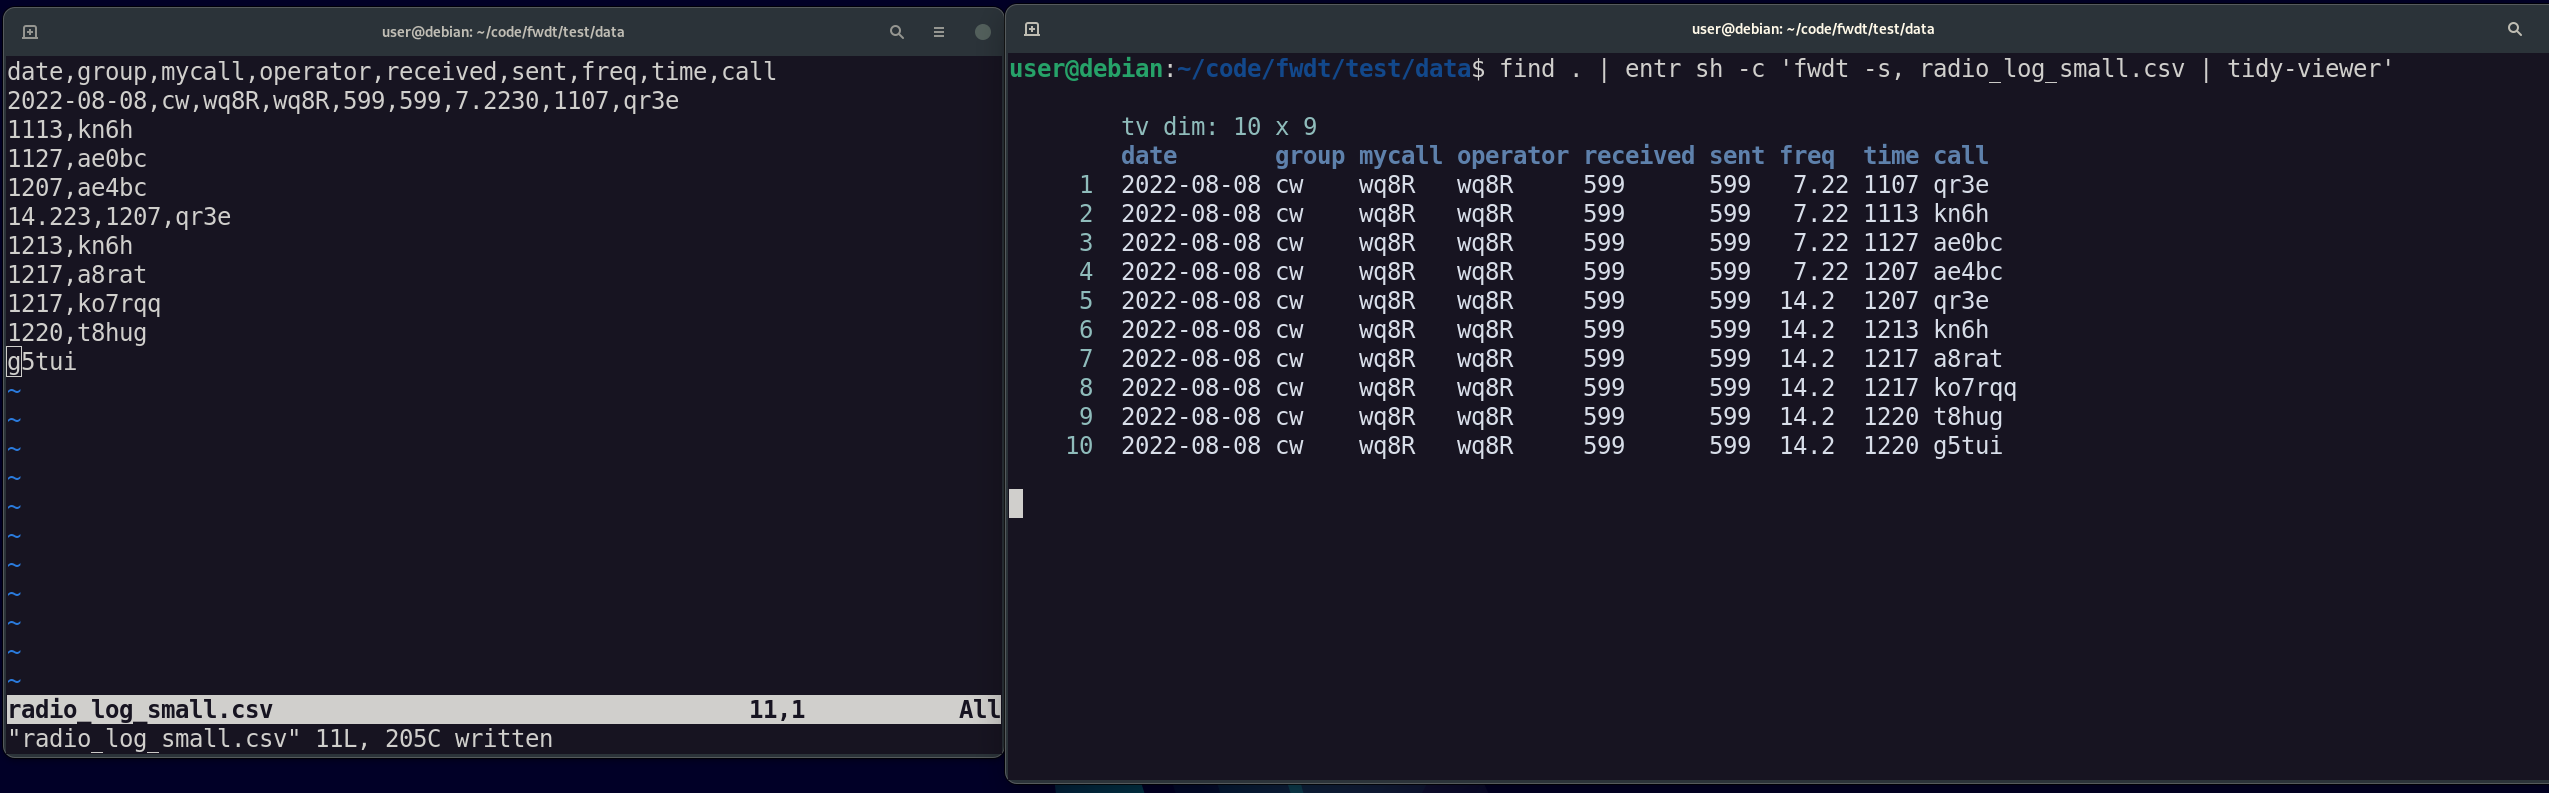 user@debian: ~/code/fwdt/test/data
date,group,mycall,operator,received,sent,freq,time,call
2022-08-08,cw,wq8R,wq8R,599,599,7.2230,1107,qr3e
1113,kn6h
1127,ae0bc
1207,ae4bc
14.223,1207,qr3e
1213,kn6h
1217,a8rat
1217,ko7rqq
1220,t8hug
g5tui
~
~
~
~
~
~
~
~
~
~
~
radio_log_small.csv 11,1 All
"radio_log_small.csv" 11L, 205C written
user@debian: ~/code/fwdt/test/data
user@debian:~/code/fwdt/test/data$ find . | entr sh -c 'fwdt -s, radio_log_small.csv | tidy-viewer'
tv dim: 10 x 9
date group mycall operator received sent freq time call
1 2022-08-08 cw wq8R wq8R 599 599 7.22 1107 qr3e
2 2022-08-08 cw wq8R wq8R 599 599 7.22 1113 kn6h
3 2022-08-08 cw wq8R wq8R 599 599 7.22 1127 ae0bc
4 2022-08-08 cw wq8R wq8R 599 599 7.22 1207 ae4bc
5 2022-08-08 cw wq8R wq8R 599 599 14.2 1207 qr3e
6 2022-08-08 cw wq8R wq8R 599 599 14.2 1213 kn6h
7 2022-08-08 cw wq8R wq8R 599 599 14.2 1217 a8rat
8 2022-08-08 cw wq8R wq8R 599 599 14.2 1217 ko7rqq
9 2022-08-08 cw wq8R wq8R 599 599 14.2 1220 t8hug
10 2022-08-08 cw wq8R wq8R 599 599 14.2 1220 g5tui